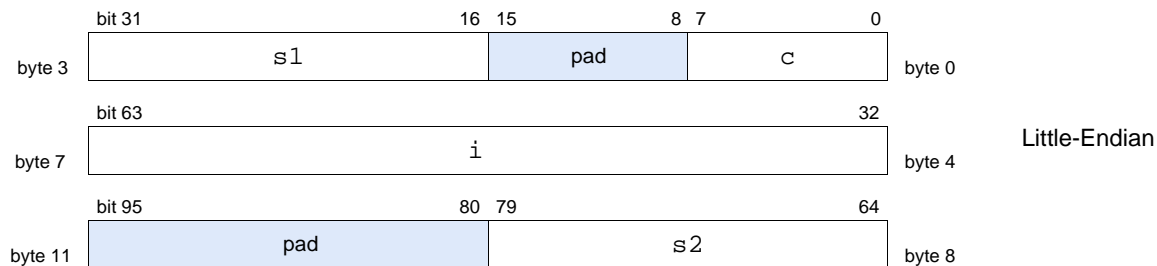 bit 31 16 15 8 7 0
byte 3 s1 pad c byte 0
bit 63 32
byte 7 i byte 4
Little-Endian
bit 95 80 79 64
byte 11 pad s2 byte 8